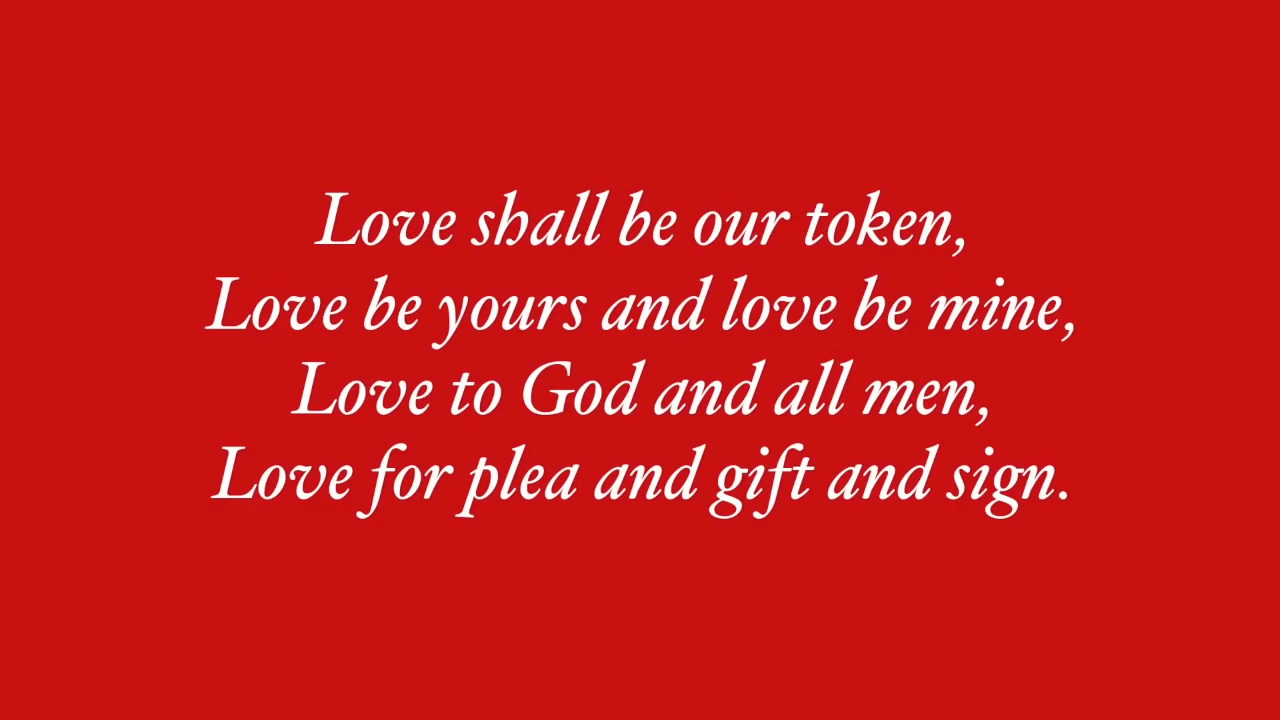 Love shall be our token,
Love be yours and love be mine,
Love to God and all men,
Love for plea and gift and sign.